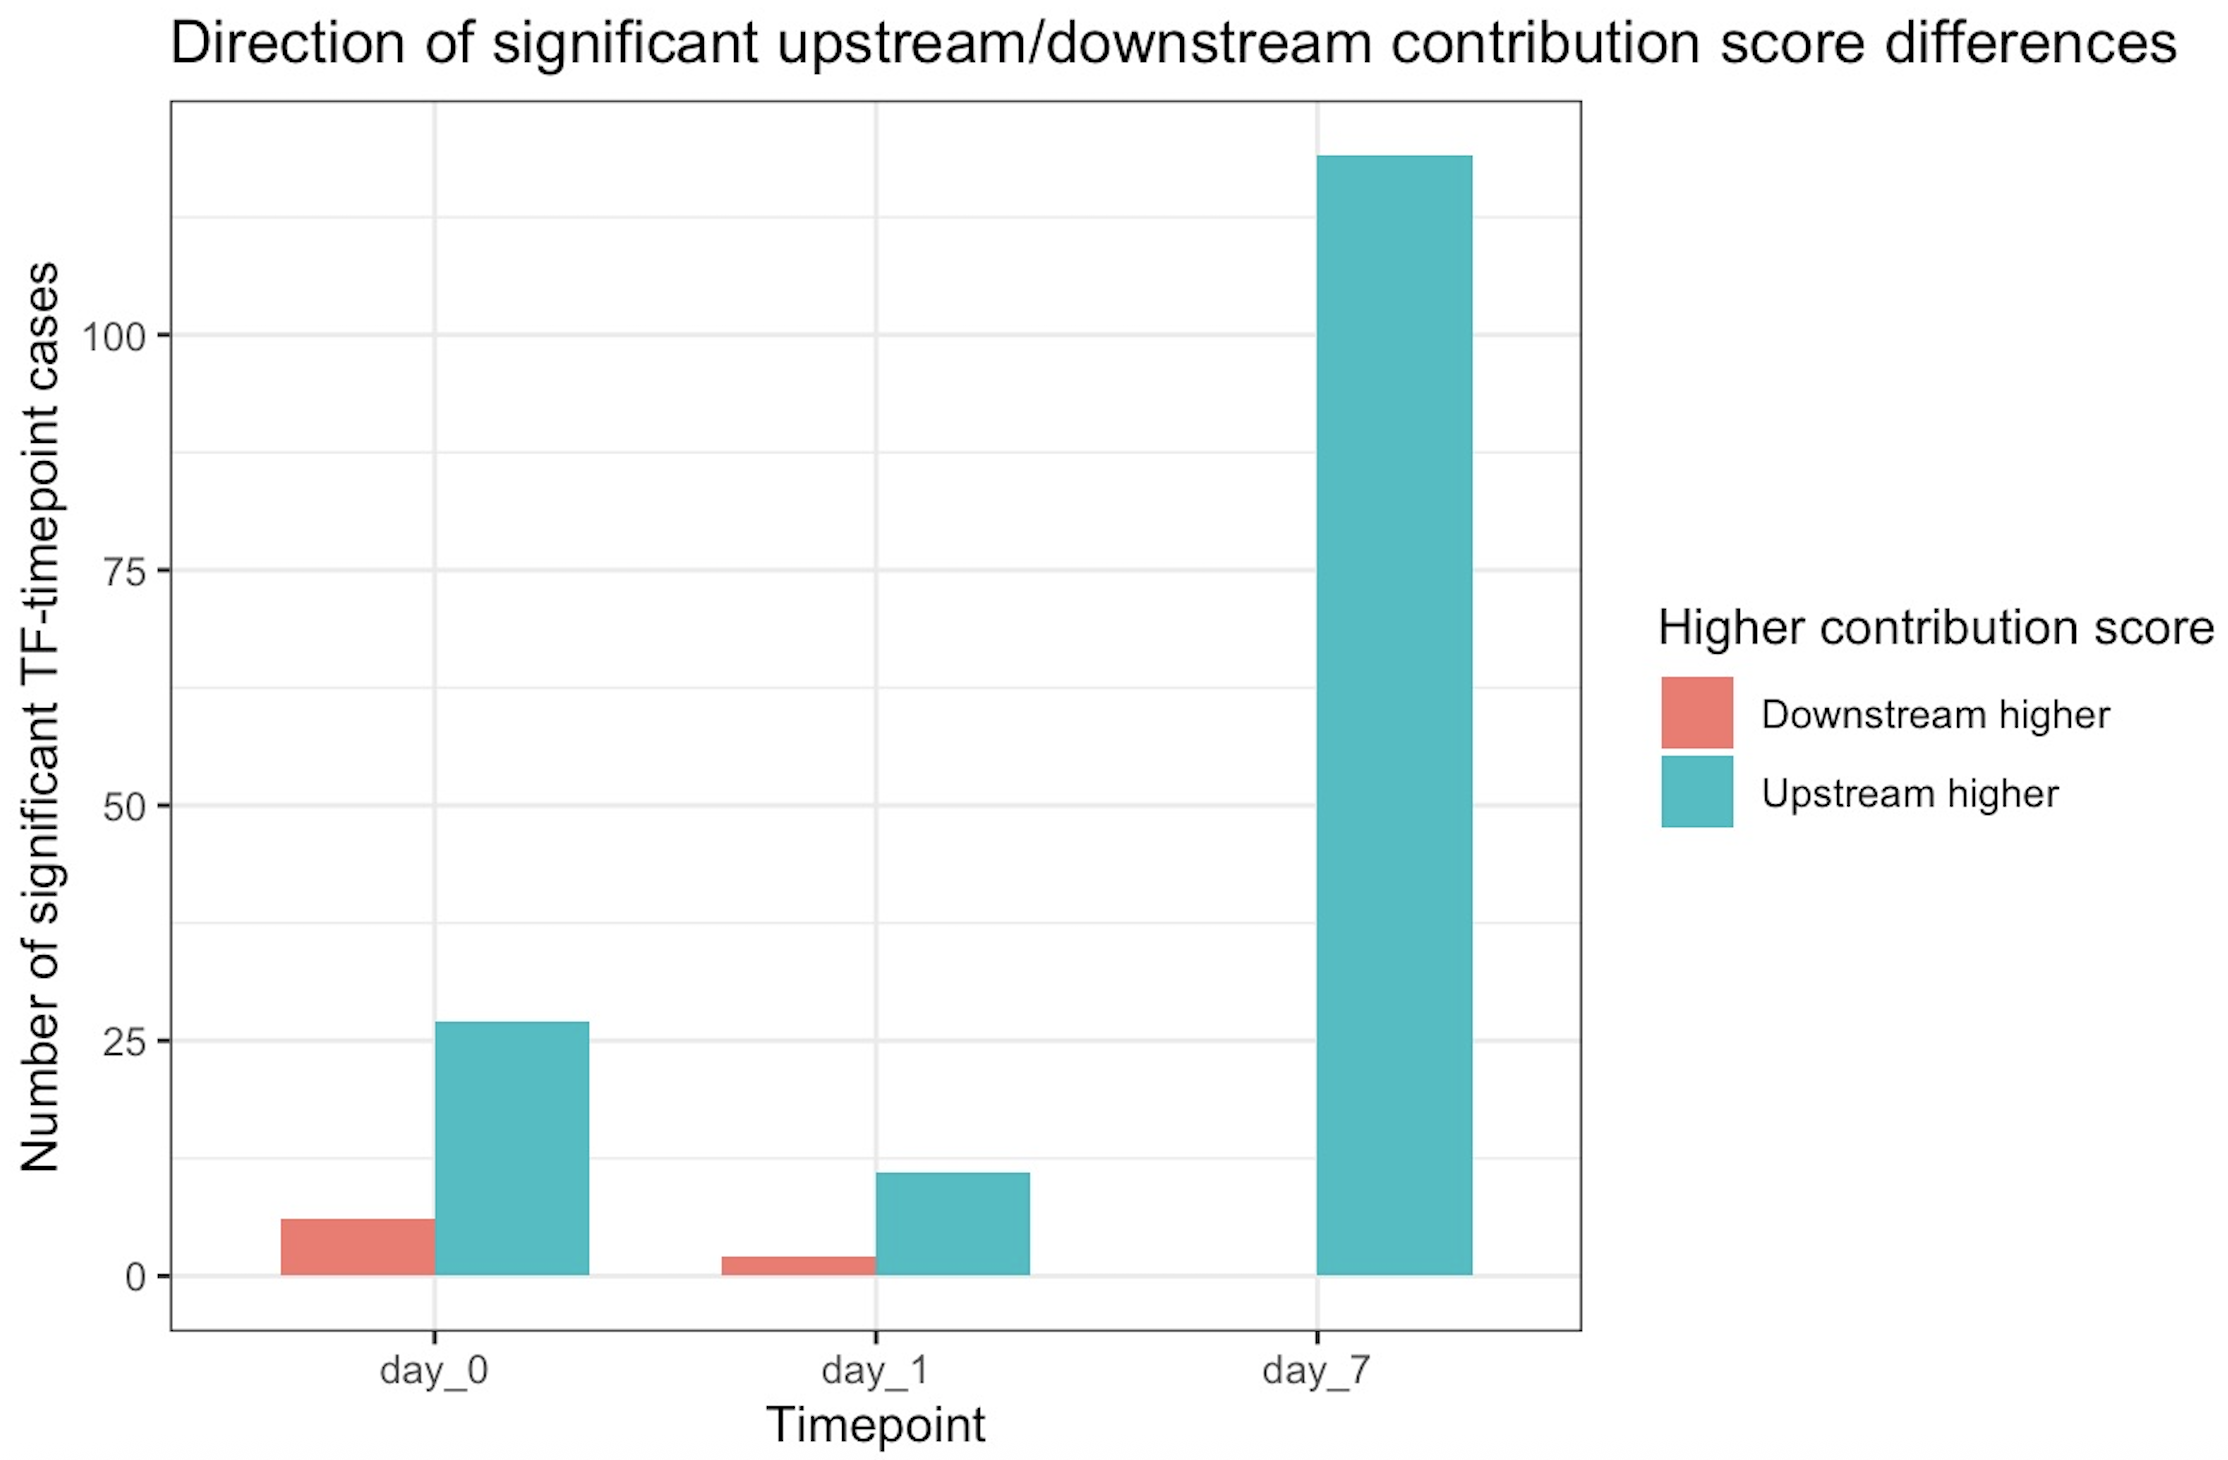 Direction of significant upstream/downstream contribution score differences
Number of significant TF-timepoint cases
100
75
50
25
0
day_0
day_1
day_7
Timepoint
Higher contribution score
Downstream higher
Upstream higher